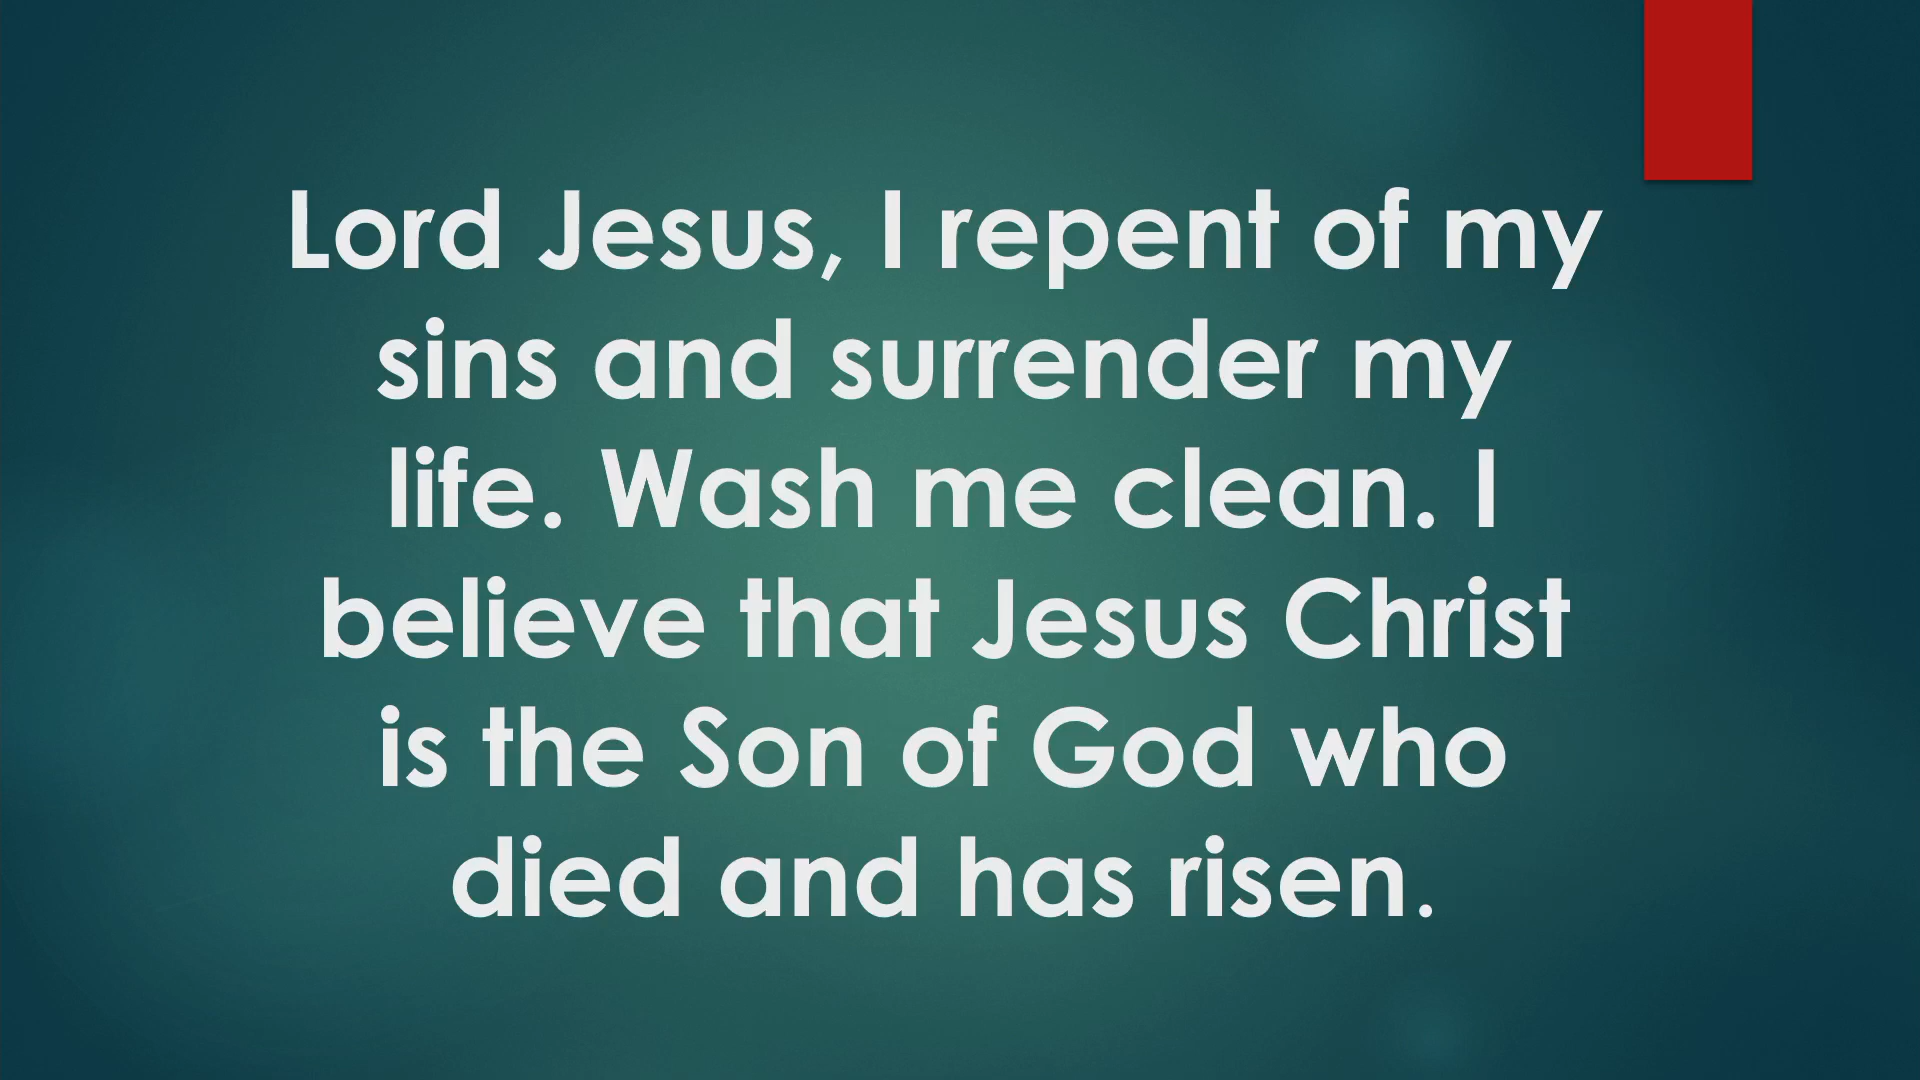 Lord Jesus, I repent of my
sins and surrender my
life. Wash me clean. I
believe that Jesus Christ
is the Son of God who
died and has risen.